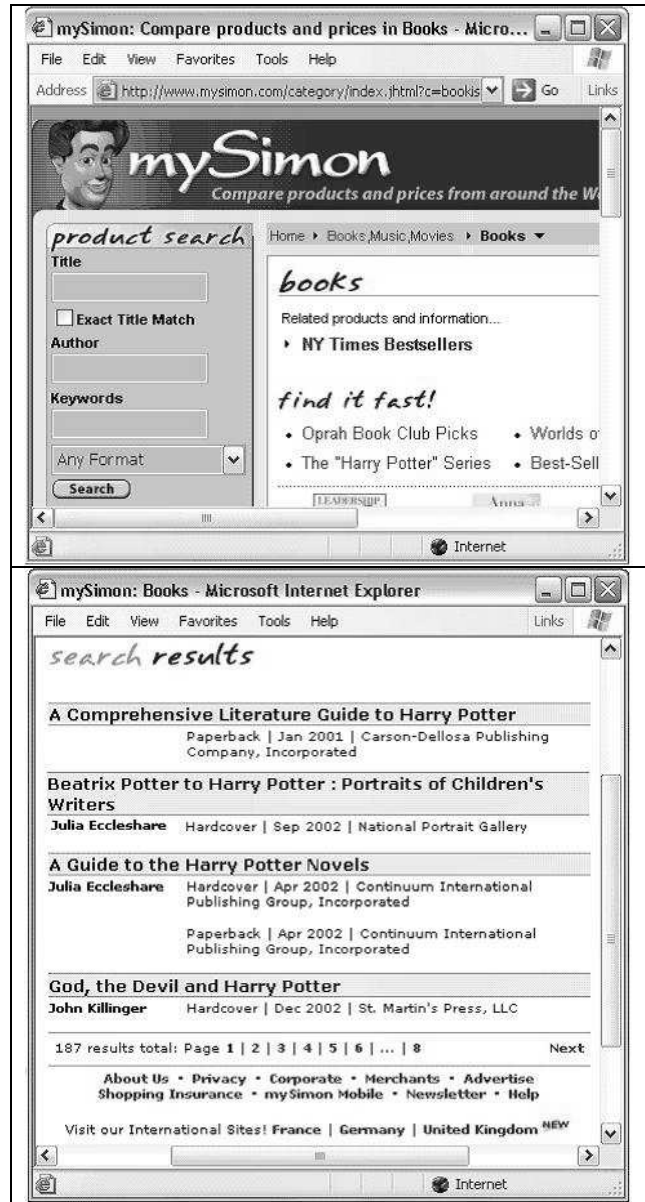 mySimon: Compare products and prices in Books - Micro...
File Edit View Favorites Tools Help
Address http://www.mysimon.com/category/index.jhtml?c=bookis Go Links
mySimon
Compare products and prices from around the W
product search
Home Books,Music,Movies Books
Title
books
Exact Title Match
Related products and information...
Author
NY Times Bestsellers
Keywords
find it fast!
• Oprah Book Club Picks • Worlds o
Any Format
• The "Harry Potter" Series • Best-Sell
Search
LEADERSHIP Anna
Internet
mySimon: Books - Microsoft Internet Explorer
File Edit View Favorites Tools Help Links
search results
A Comprehensive Literature Guide to Harry Potter
Paperback | Jan 2001 | Carson-Dellosa Publishing
Company, Incorporated
Beatrix Potter to Harry Potter : Portraits of Children's
Writers
Julia Eccleshare Hardcover | Sep 2002 | National Portrait Gallery
A Guide to the Harry Potter Novels
Julia Eccleshare Hardcover | Apr 2002 | Continuum International
Publishing Group, Incorporated
Paperback | Apr 2002 | Continuum International
Publishing Group, Incorporated
God, the Devil and Harry Potter
John Killinger Hardcover | Dec 2002 | St. Martin's Press, LLC
187 results total: Page 1 | 2 | 3 | 4 | 5 | 6 | ... | 8 Next
About Us • Privacy • Corporate • Merchants • Advertise
Shopping Insurance • mySimon Mobile • Newsletter • Help
Visit our International Sites! France | Germany | United Kingdom NEW
Internet